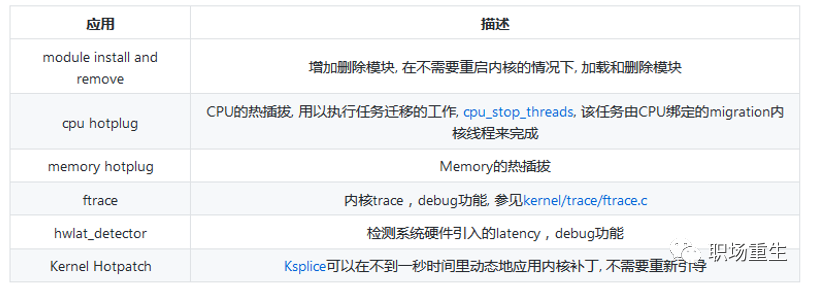 应用 描述
module install and
remove
增加删除模块, 在不需要重启内核的情况下, 加载和删除模块
cpu hotplug
CPU的热插拔, 用以执行任务迁移的工作, cpu_stop_threads, 该任务由CPU绑定的migration内
核线程来完成
memory hotplug Memory的热插拔
ftrace 内核trace，debug功能, 参见kernel/trace/ftrace.c
hwlat_detector 检测系统硬件引入的latency，debug功能
Kernel Hotpatch Ksplice可以在不到一秒时间里动态地应用内核补丁, 不需要重新引导
职场重生